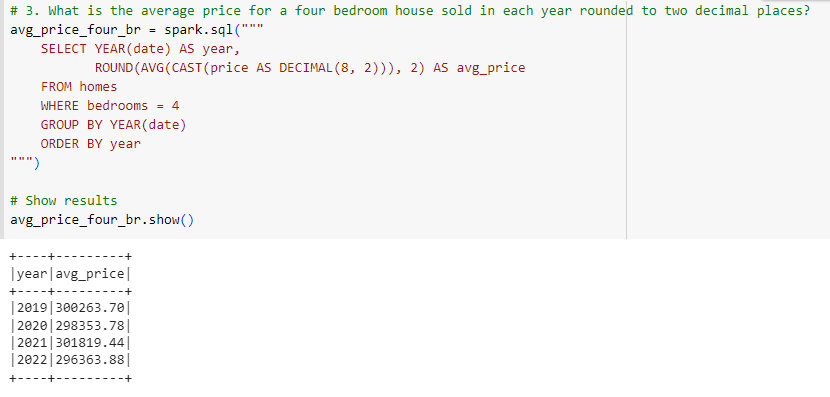 # 3. What is the average price for a four bedroom house sold in each year rounded to two decimal places?
avg_price_four_br = spark.sql("""
    SELECT YEAR(date) AS year,
           ROUND(AVG(CAST(price AS DECIMAL(8, 2))), 2) AS avg_price
    FROM homes
    WHERE bedrooms = 4
    GROUP BY YEAR(date)
    ORDER BY year
""")

# Show results
avg_price_four_br.show()

+----+---------+
|year|avg_price|
+----+---------+
|2019|300263.70|
|2020|298353.78|
|2021|301819.44|
|2022|296363.88|
+----+---------+